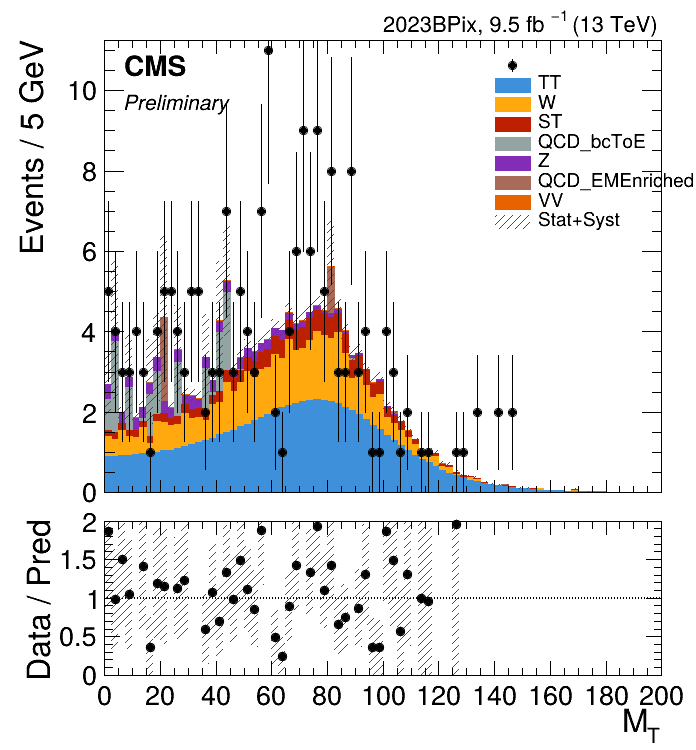 2023BPix, 9.5 fb⁻¹ (13 TeV)
CMS
Preliminary
Events / 5 GeV
10
8
6
4
2
0
TT
W
ST
QCD_bcToE
Z
QCD_EMEnriched
VV
Stat+Syst
Data / Pred
2
1.5
1
0.5
0
0 20 40 60 80 100 120 140 160 180 200
M_T